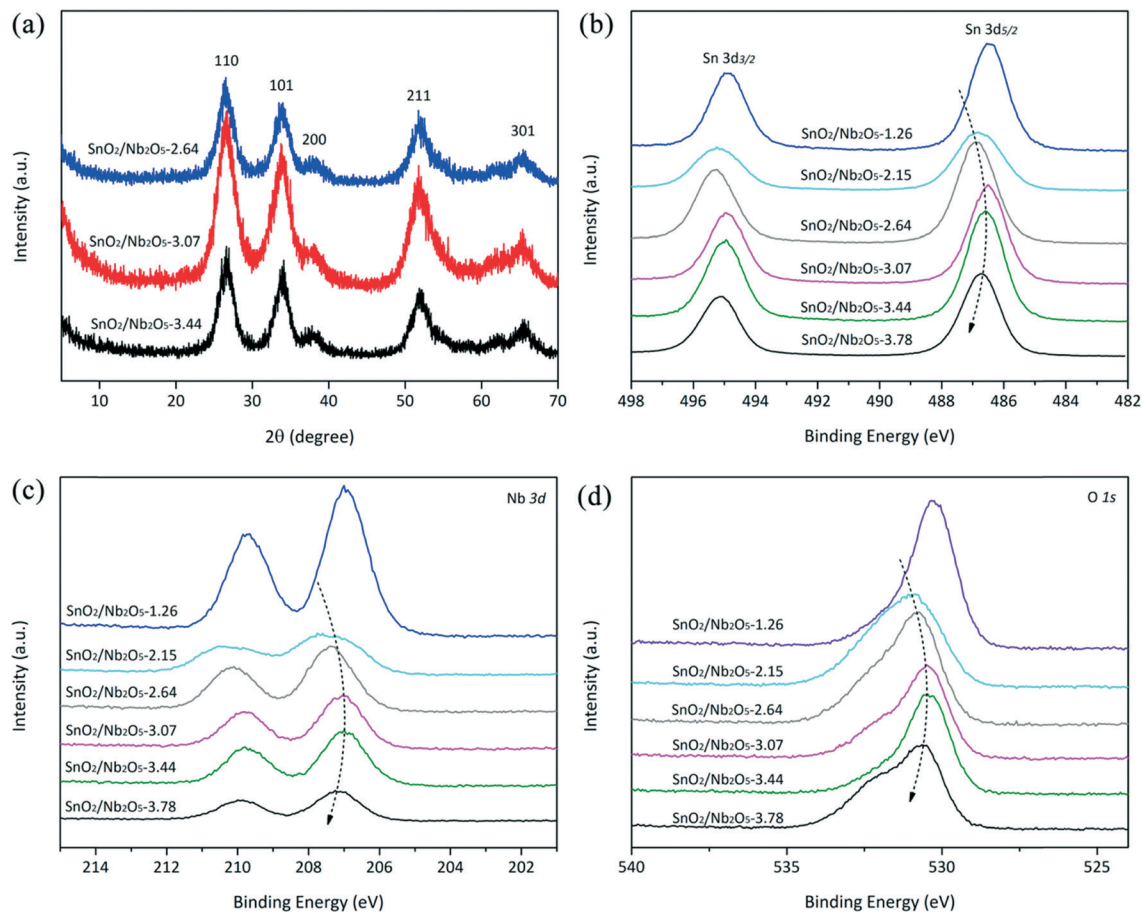 (a)
110
101
200
211
301
SnO₂/Nb₂O₅-2.64
SnO₂/Nb₂O₅-3.07
SnO₂/Nb₂O₅-3.44
Intensity (a.u.)
10 20 30 40 50 60 70
2θ (degree)
(b)
Sn 3d3/2
Sn 3d5/2
SnO₂/Nb₂O₅-1.26
SnO₂/Nb₂O₅-2.15
SnO₂/Nb₂O₅-2.64
SnO₂/Nb₂O₅-3.07
SnO₂/Nb₂O₅-3.44
SnO₂/Nb₂O₅-3.78
Intensity (a.u.)
498 496 494 492 490 488 486 484 482
Binding Energy (eV)
(c)
Nb 3d
SnO₂/Nb₂O₅-1.26
SnO₂/Nb₂O₅-2.15
SnO₂/Nb₂O₅-2.64
SnO₂/Nb₂O₅-3.07
SnO₂/Nb₂O₅-3.44
SnO₂/Nb₂O₅-3.78
Intensity (a.u.)
214 212 210 208 206 204 202
Binding Energy (eV)
(d)
O 1s
SnO₂/Nb₂O₅-1.26
SnO₂/Nb₂O₅-2.15
SnO₂/Nb₂O₅-2.64
SnO₂/Nb₂O₅-3.07
SnO₂/Nb₂O₅-3.44
SnO₂/Nb₂O₅-3.78
Intensity (a.u.)
540 535 530 525
Binding Energy (eV)